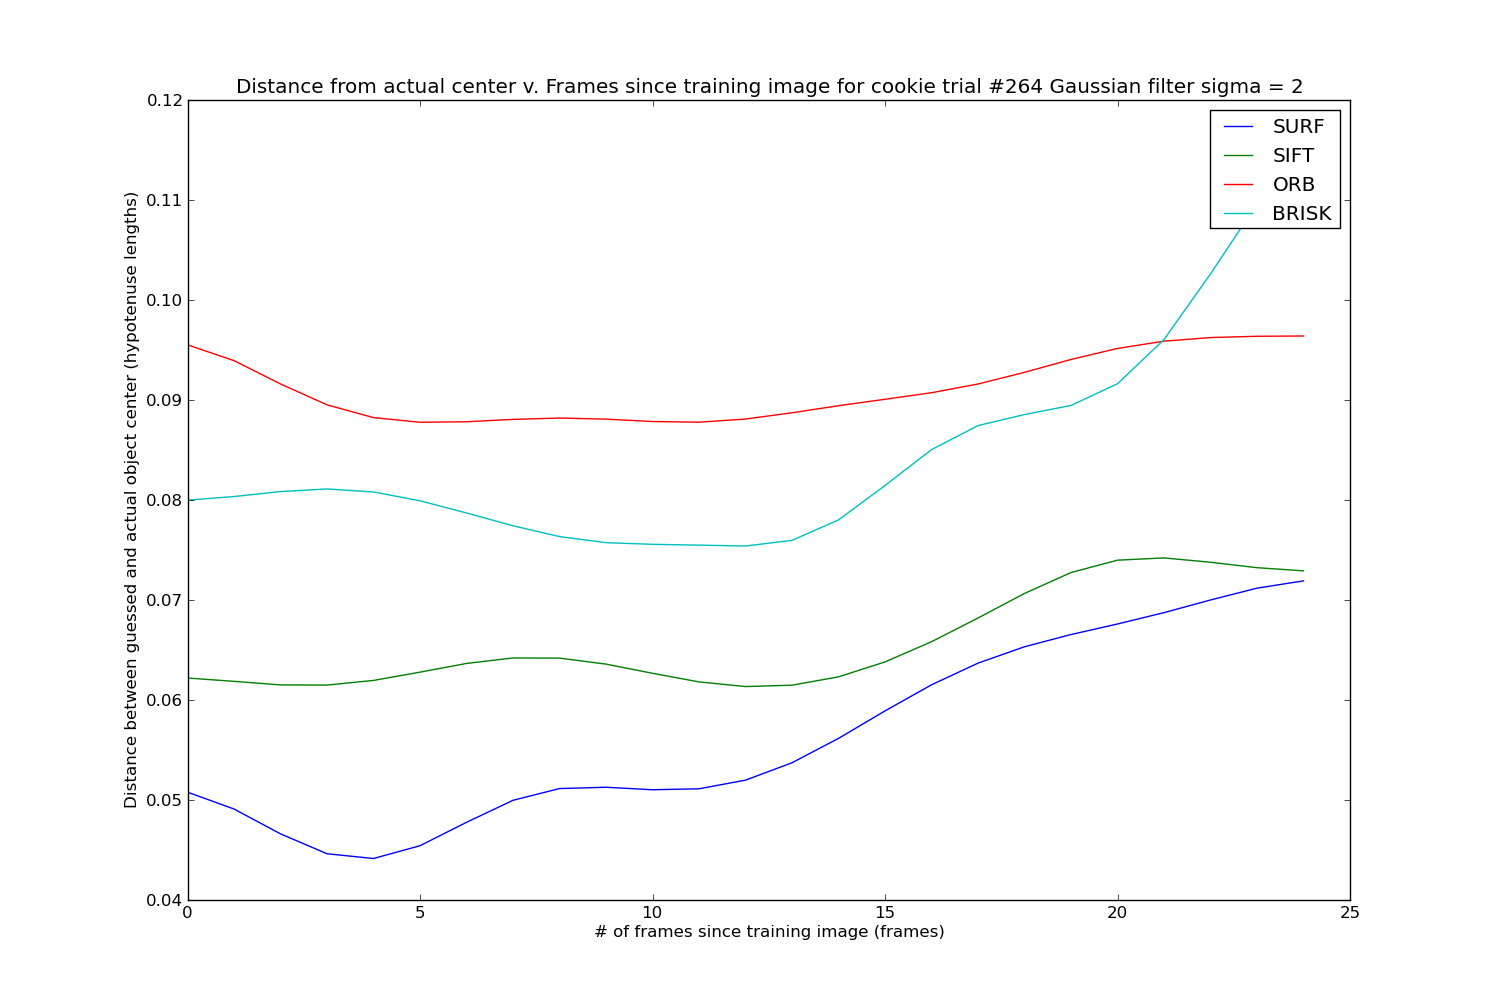 Distance from actual center v. Frames since training image for cookie trial #264 Gaussian filter sigma = 2
0.12
0.11
0.10
0.09
0.08
0.07
0.06
0.05
0.04
Distance between guessed and actual object center (hypotenuse lengths)
SURF
SIFT
ORB
BRISK
0 5 10 15 20 25
# of frames since training image (frames)